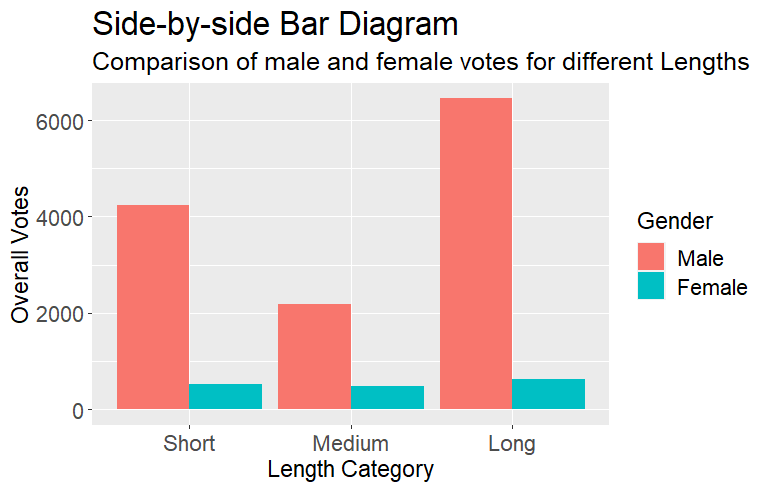 Side-by-side Bar Diagram
Comparison of male and female votes for different Lengths
Overall Votes
6000
4000
2000
0
Short Medium Long
Length Category
Gender
Male
Female